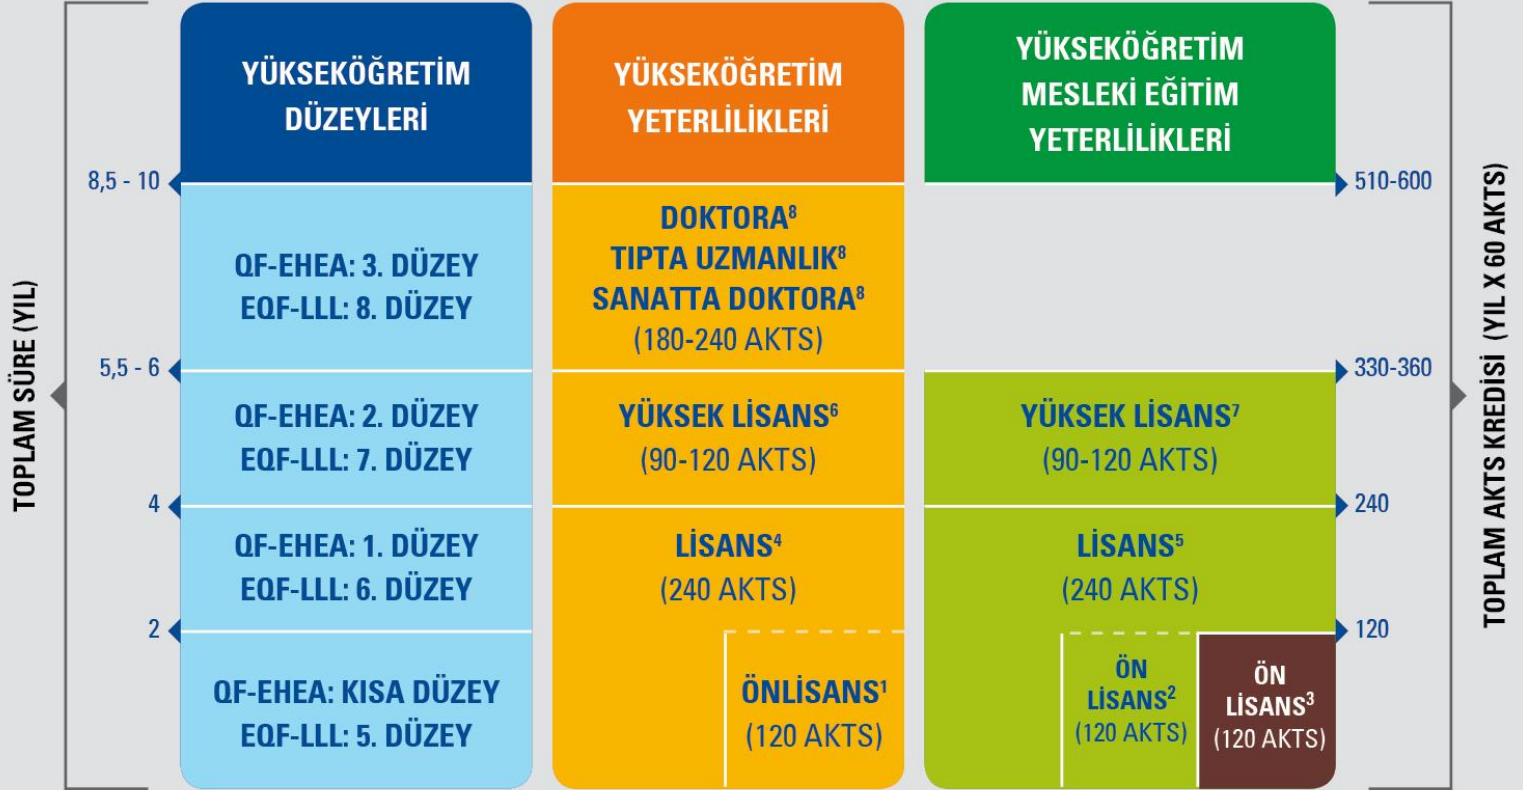 TOPLAM SÜRE (YIL)
8,5 - 10
5,5 - 6
4
2
YÜKSEKÖĞRETİM
DÜZEYLERİ
QF-EHEA: 3. DÜZEY
EQF-LLL: 8. DÜZEY
QF-EHEA: 2. DÜZEY
EQF-LLL: 7. DÜZEY
QF-EHEA: 1. DÜZEY
EQF-LLL: 6. DÜZEY
QF-EHEA: KISA DÜZEY
EQF-LLL: 5. DÜZEY
YÜKSEKÖĞRETİM
YETERLİLİKLERİ
DOKTORA⁸
TIPTA UZMANLIK⁸
SANATTA DOKTORA⁸
(180-240 AKTS)
YÜKSEK LİSANS⁶
(90-120 AKTS)
LİSANS⁴
(240 AKTS)
ÖNLİSANS¹
(120 AKTS)
YÜKSEKÖĞRETİM
MESLEKİ EĞİTİM
YETERLİLİKLERİ
YÜKSEK LİSANS⁷
(90-120 AKTS)
LİSANS⁵
(240 AKTS)
ÖN
LİSANS²
(120 AKTS)
ÖN
LİSANS³
(120 AKTS)
510-600
330-360
240
120
TOPLAM AKTS KREDİSİ (YIL X 60 AKTS)